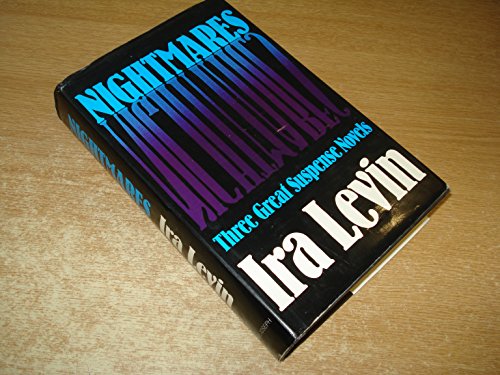 NIGHTMARES
Three Great Suspense Novels
Ira Levin
NIGHTMARES
Ira Levin